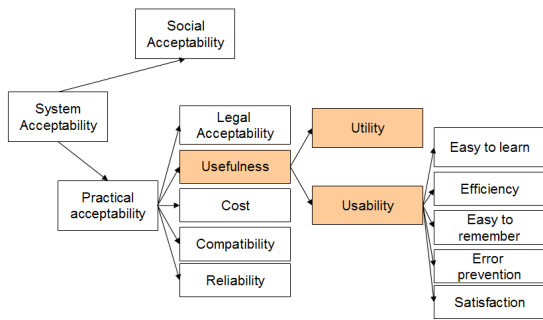 Social
Acceptability
System
Acceptability
Legal
Acceptability
Utility
Easy to learn
Usefulness
Practical
acceptability
Efficiency
Cost
Usability
Easy to
remember
Compatibility
Error
prevention
Reliability
Satisfaction